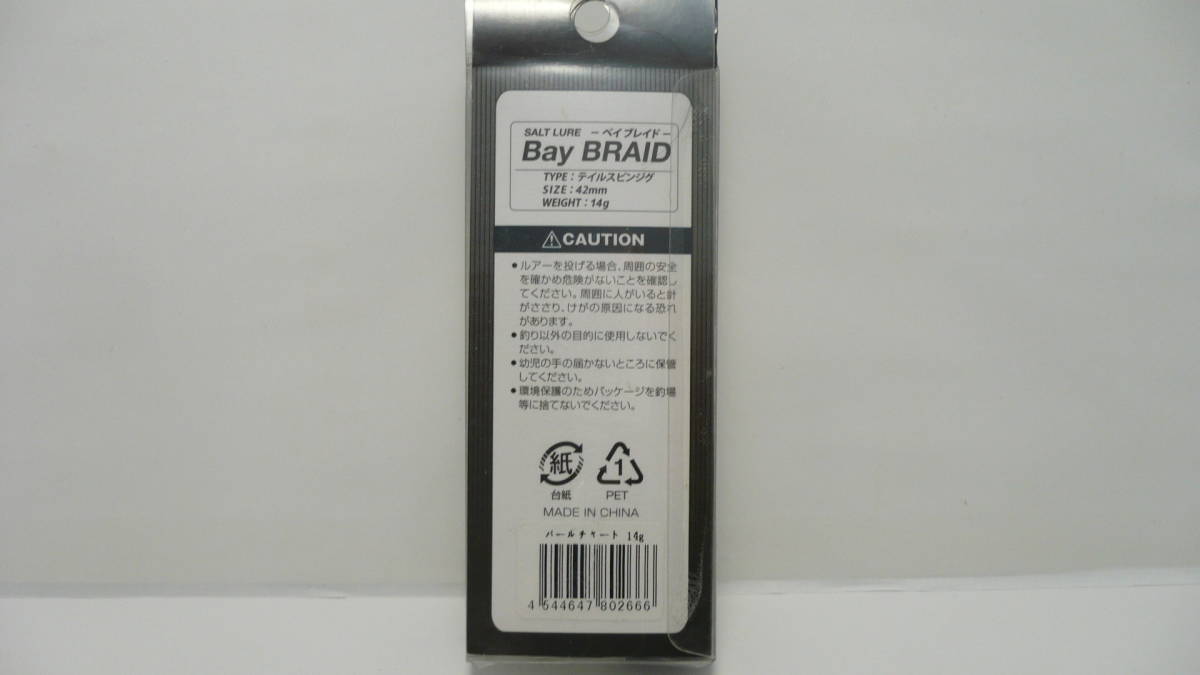 SALT LURE －ベイブレイド－
Bay BRAID
TYPE：テイルスピンジグ
SIZE：42mm
WEIGHT：14g
⚠CAUTION
●ルアーを投げる場合、周囲の安全
を確かめ危険がないことを確認し
てください。周囲に人がいると針
がささり、けがの原因になる恐れ
があります。
●釣り以外の目的に使用しないでく
ださい。
●幼児の手の届かないところに保管
してください。
●環境保護のためパッケージを釣場
等に捨てないでください。
紙 1
台紙 PET
MADE IN CHINA
パールチャート 14g
4 544647 802666